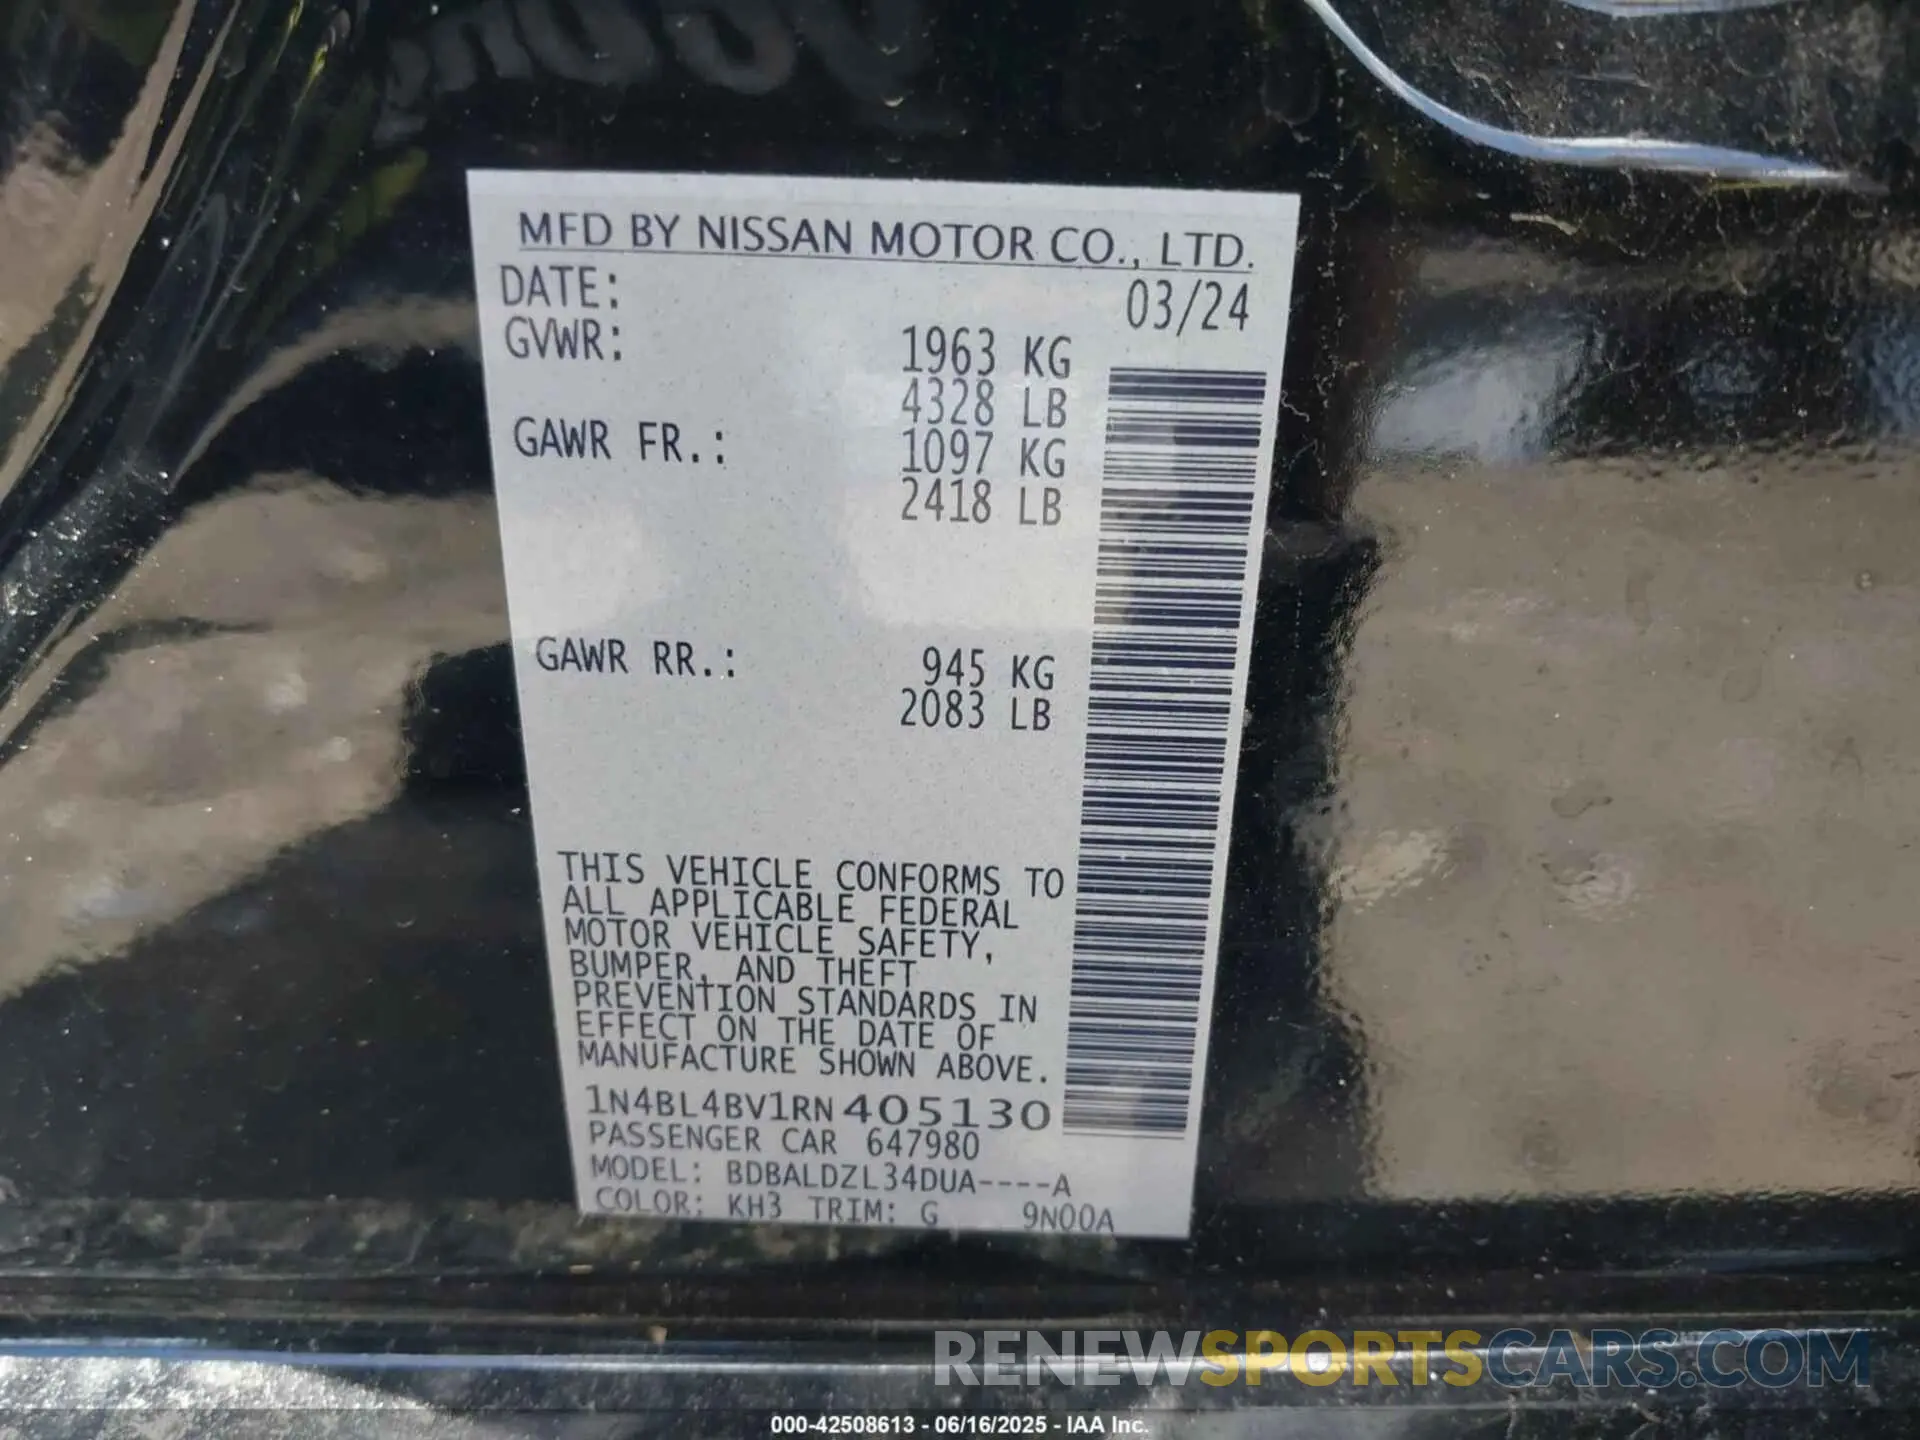 MFD BY NISSAN MOTOR CO., LTD.
DATE: 03/24
GVWR: 1963 KG
4328 LB
GAWR FR.: 1097 KG
2418 LB
GAWR RR.: 945 KG
2083 LB
THIS VEHICLE CONFORMS TO
ALL APPLICABLE FEDERAL
MOTOR VEHICLE SAFETY,
BUMPER, AND THEFT
PREVENTION STANDARDS IN
EFFECT ON THE DATE OF
MANUFACTURE SHOWN ABOVE.
1N4BL4BV1RN405130
PASSENGER CAR 647980
MODEL: BDBALDZL34DUA----A
COLOR: KH3 TRIM: G 9N00A
RENEWSPORTSCARS.COM
000-42508613 - 06/16/2025 - IAA Inc.